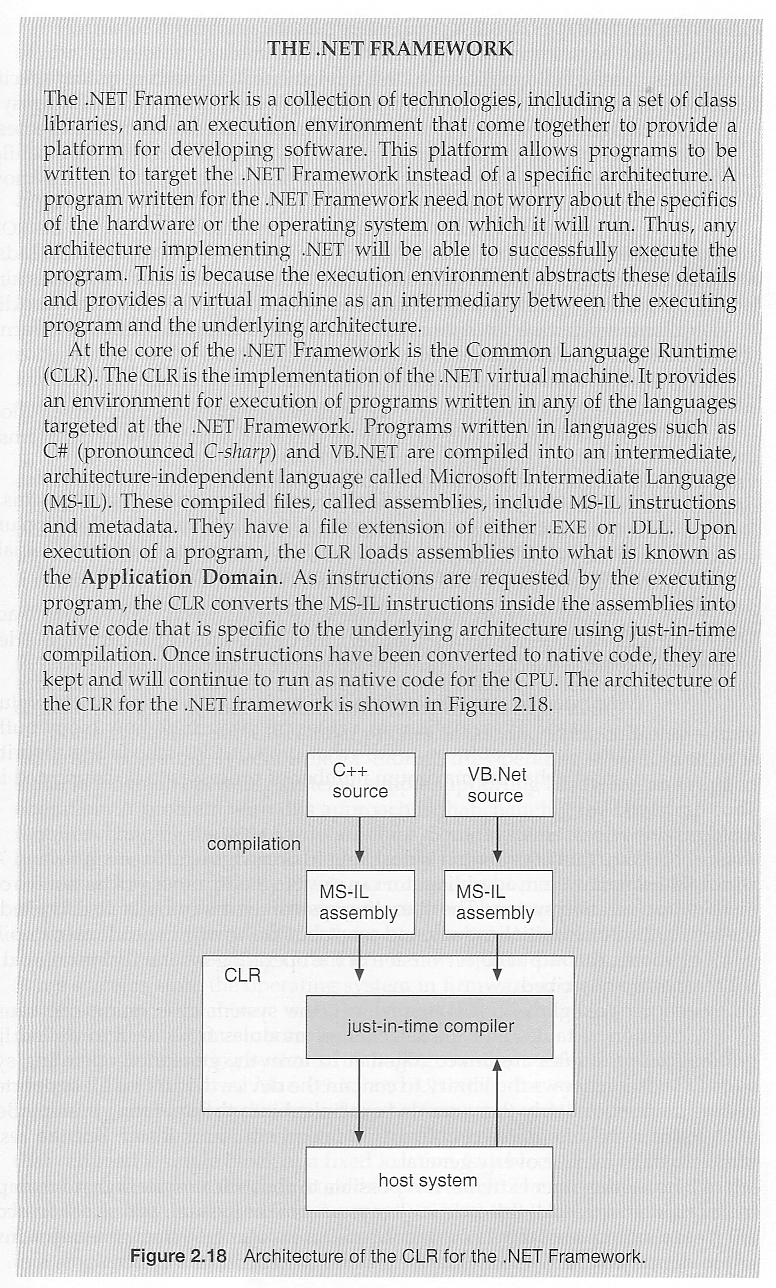 THE .NET FRAMEWORK
The .NET Framework is a collection of technologies, including a set of class
libraries, and an execution environment that come together to provide a
platform for developing software. This platform allows programs to be
written to target the .NET Framework instead of a specific architecture. A
program written for the .NET Framework need not worry about the specifics
of the hardware or the operating system on which it will run. Thus, any
architecture implementing .NET will be able to successfully execute the
program. This is because the execution environment abstracts these details
and provides a virtual machine as an intermediary between the executing
program and the underlying architecture.
At the core of the .NET Framework is the Common Language Runtime
(CLR). The CLR is the implementation of the .NET virtual machine. It provides
an environment for execution of programs written in any of the languages
targeted at the .NET Framework. Programs written in languages such as
C# (pronounced C-sharp) and VB.NET are compiled into an intermediate,
architecture-independent language called Microsoft Intermediate Language
(MS-IL). These compiled files, called assemblies, include MS-IL instructions
and metadata. They have a file extension of either .EXE or .DLL. Upon
execution of a program, the CLR loads assemblies into what is known as
the Application Domain. As instructions are requested by the executing
program, the CLR converts the MS-IL instructions inside the assemblies into
native code that is specific to the underlying architecture using just-in-time
compilation. Once instructions have been converted to native code, they are
kept and will continue to run as native code for the CPU. The architecture of
the CLR for the .NET framework is shown in Figure 2.18.
C++
source
VB.Net
source
compilation
MS-IL
assembly
MS-IL
assembly
CLR
just-in-time compiler
host system
Figure 2.18 Architecture of the CLR for the .NET Framework.